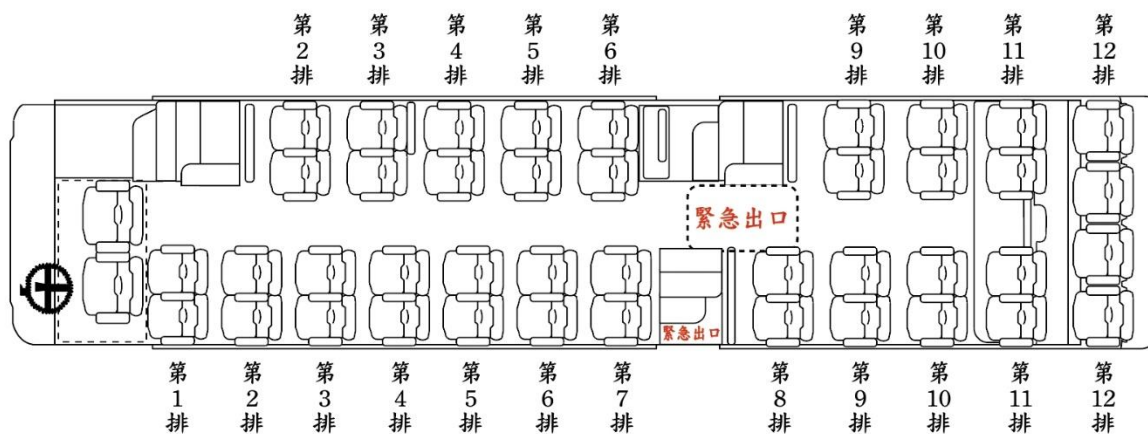 第2排
第3排
第4排
第5排
第6排
第9排
第10排
第11排
第12排
緊急出口
緊急出口
第1排
第2排
第3排
第4排
第5排
第6排
第7排
第8排
第9排
第10排
第11排
第12排